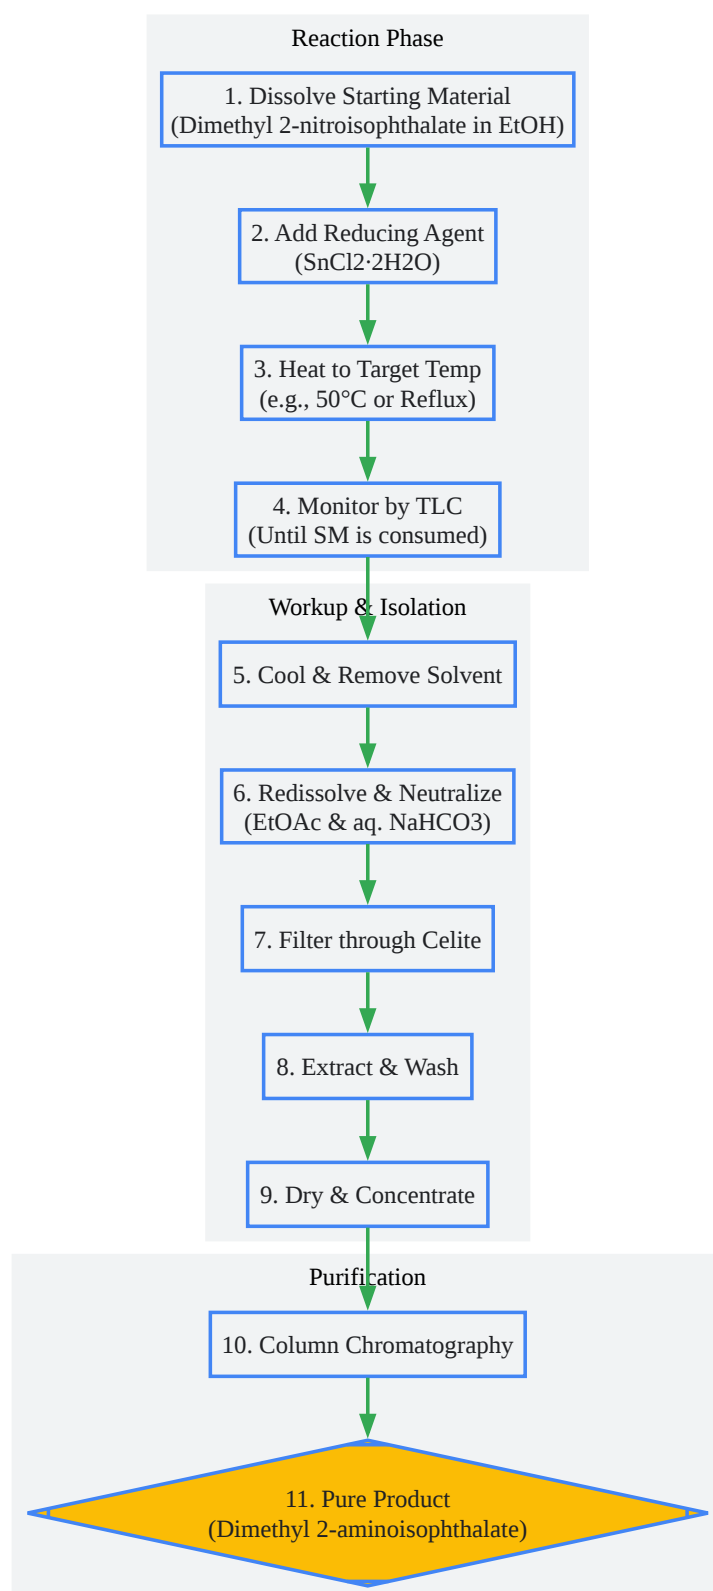 Reaction Phase
1. Dissolve Starting Material
(Dimethyl 2-nitroisophthalate in EtOH)
2. Add Reducing Agent
(SnCl2·2H2O)
3. Heat to Target Temp
(e.g., 50°C or Reflux)
4. Monitor by TLC
(Until SM is consumed)
Workup & Isolation
5. Cool & Remove Solvent
6. Redissolve & Neutralize
(EtOAc & aq. NaHCO3)
7. Filter through Celite
8. Extract & Wash
9. Dry & Concentrate
Purification
10. Column Chromatography
11. Pure Product
(Dimethyl 2-aminoisophthalate)